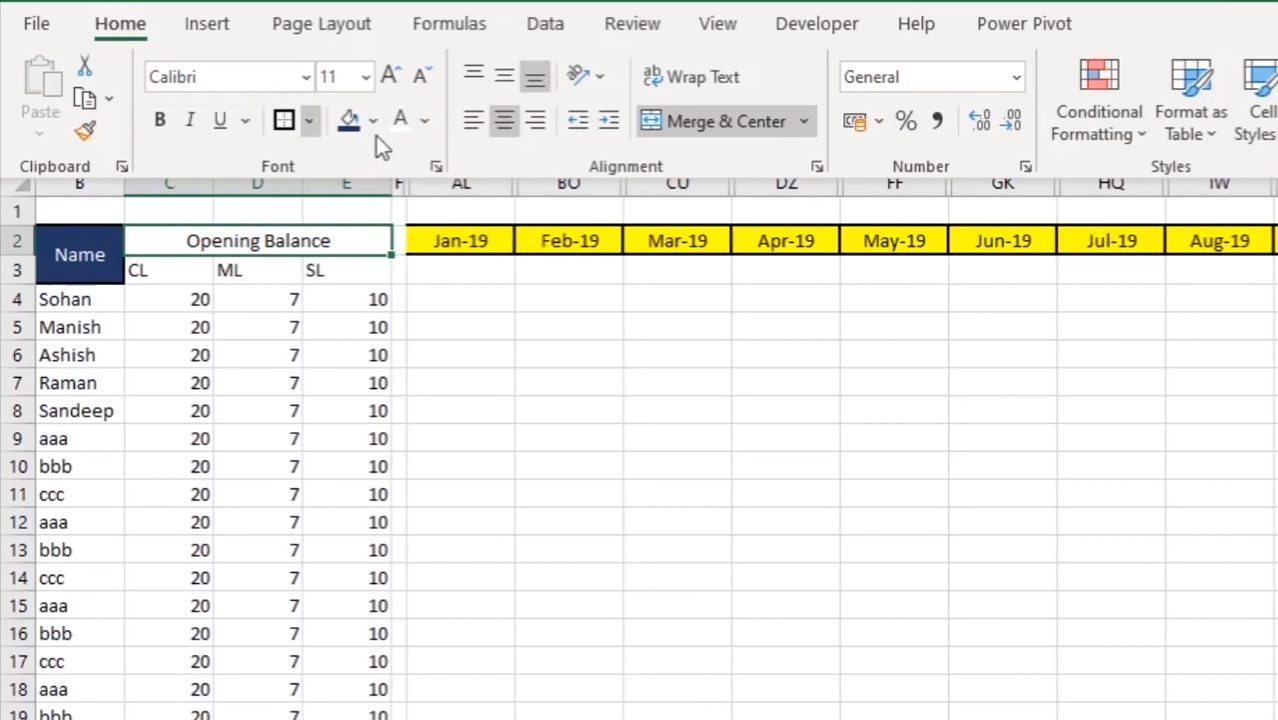 File Home Insert Page Layout Formulas Data Review View Developer Help Power Pivot
Calibri 11 A A Wrap Text General
Paste B I U A Merge & Center % Conditional Formatting Format as Table Cell Styles
Clipboard Font Alignment Number Styles
B C D E F AL BO CU DZ FF GK HQ IW
1
2 Name Opening Balance Jan-19 Feb-19 Mar-19 Apr-19 May-19 Jun-19 Jul-19 Aug-19
3 CL ML SL
4 Sohan 20 7 10
5 Manish 20 7 10
6 Ashish 20 7 10
7 Raman 20 7 10
8 Sandeep 20 7 10
9 aaa 20 7 10
10 bbb 20 7 10
11 ccc 20 7 10
12 aaa 20 7 10
13 bbb 20 7 10
14 ccc 20 7 10
15 aaa 20 7 10
16 bbb 20 7 10
17 ccc 20 7 10
18 aaa 20 7 10
19 bbb 20 7 10